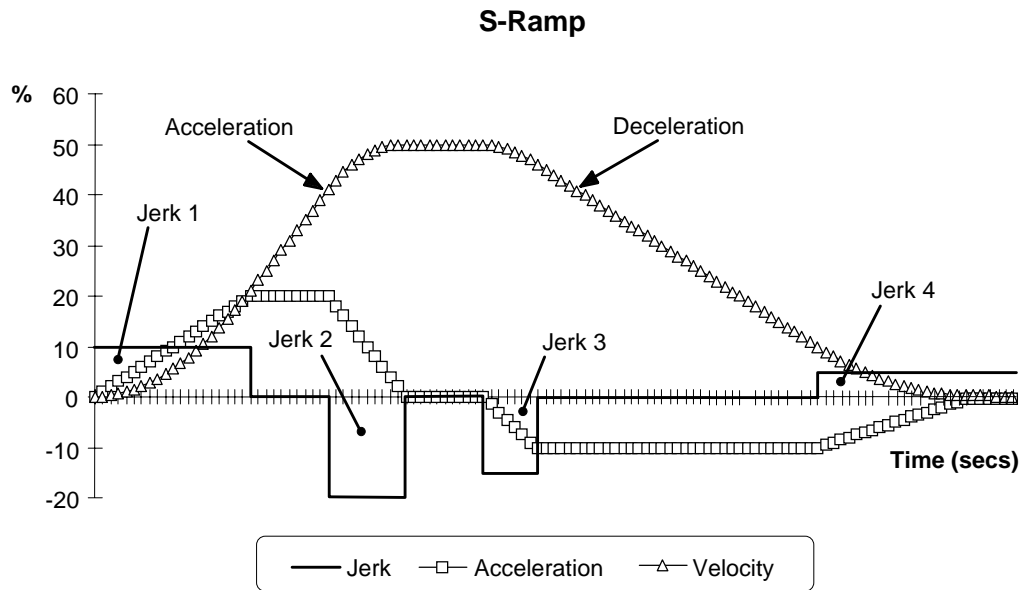 S-Ramp
%
60
Acceleration
Deceleration
50
40
Jerk 1
30
20
Jerk 4
Jerk 2
Jerk 3
10
0
-10
Time (secs)
-20
Jerk
Acceleration
Velocity